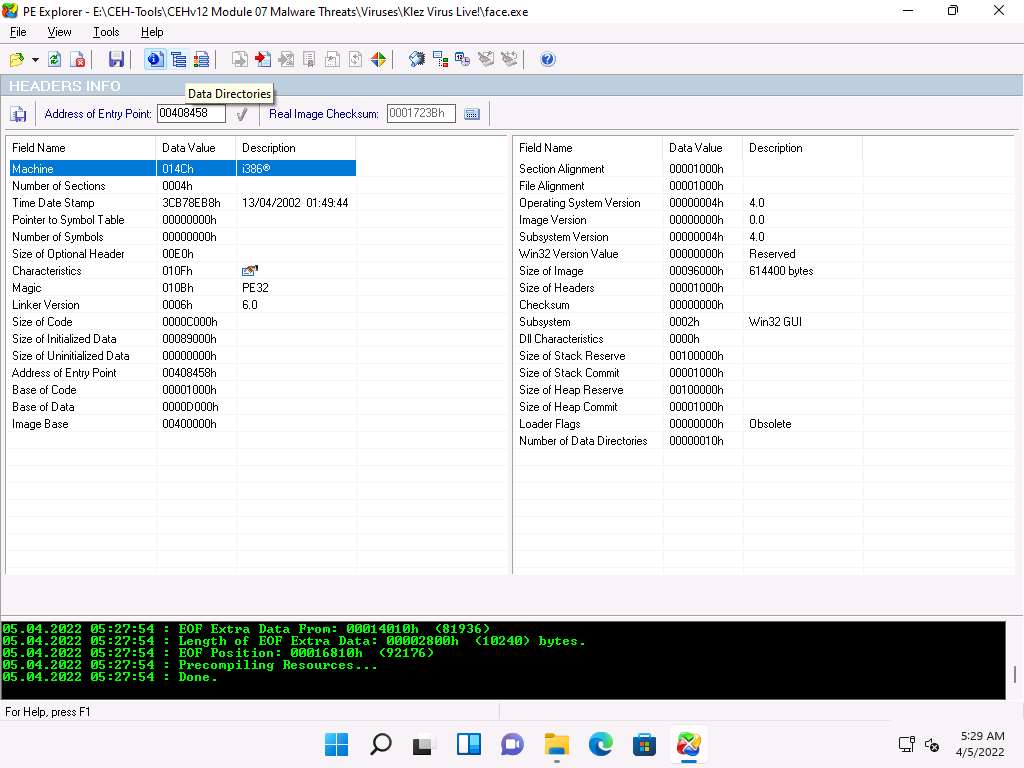 PE Explorer - E:\CEH-Tools\CEHv12 Module 07 Malware Threats\Viruses\Klez Virus Live!\face.exe
File View Tools Help
HEADERS INFO
Data Directories
Address of Entry Point: 00408458 Real Image Checksum: 0001723Bh
Field Name Data Value Description Field Name Data Value Description
Machine 014Ch i386® Section Alignment 00001000h
Number of Sections 0004h File Alignment 00001000h
Time Date Stamp 3CB78EB8h 13/04/2002 01:49:44 Operating System Version 00000004h 4.0
Pointer to Symbol Table 00000000h Image Version 00000000h 0.0
Number of Symbols 00000000h Subsystem Version 00000004h 4.0
Size of Optional Header 00E0h Win32 Version Value 00000000h Reserved
Characteristics 010Fh Size of Image 00096000h 614400 bytes
Magic 010Bh PE32 Size of Headers 00001000h
Linker Version 0006h 6.0 Checksum 00000000h
Size of Code 0000C000h Subsystem 0002h Win32 GUI
Size of Initialized Data 00089000h Dll Characteristics 0000h
Size of Uninitialized Data 00000000h Size of Stack Reserve 00100000h
Address of Entry Point 00408458h Size of Stack Commit 00001000h
Base of Code 00001000h Size of Heap Reserve 00100000h
Base of Data 0000D000h Size of Heap Commit 00001000h
Image Base 00400000h Loader Flags 00000000h Obsolete
Number of Data Directories 00000010h
05.04.2022 05:27:54 : EOF Extra Data From: 00014010h (81936)
05.04.2022 05:27:54 : Length of EOF Extra Data: 00002800h (10240) bytes.
05.04.2022 05:27:54 : EOF Position: 00016810h (92176)
05.04.2022 05:27:54 : Precompiling Resources...
05.04.2022 05:27:54 : Done.
For Help, press F1
5:29 AM
4/5/2022